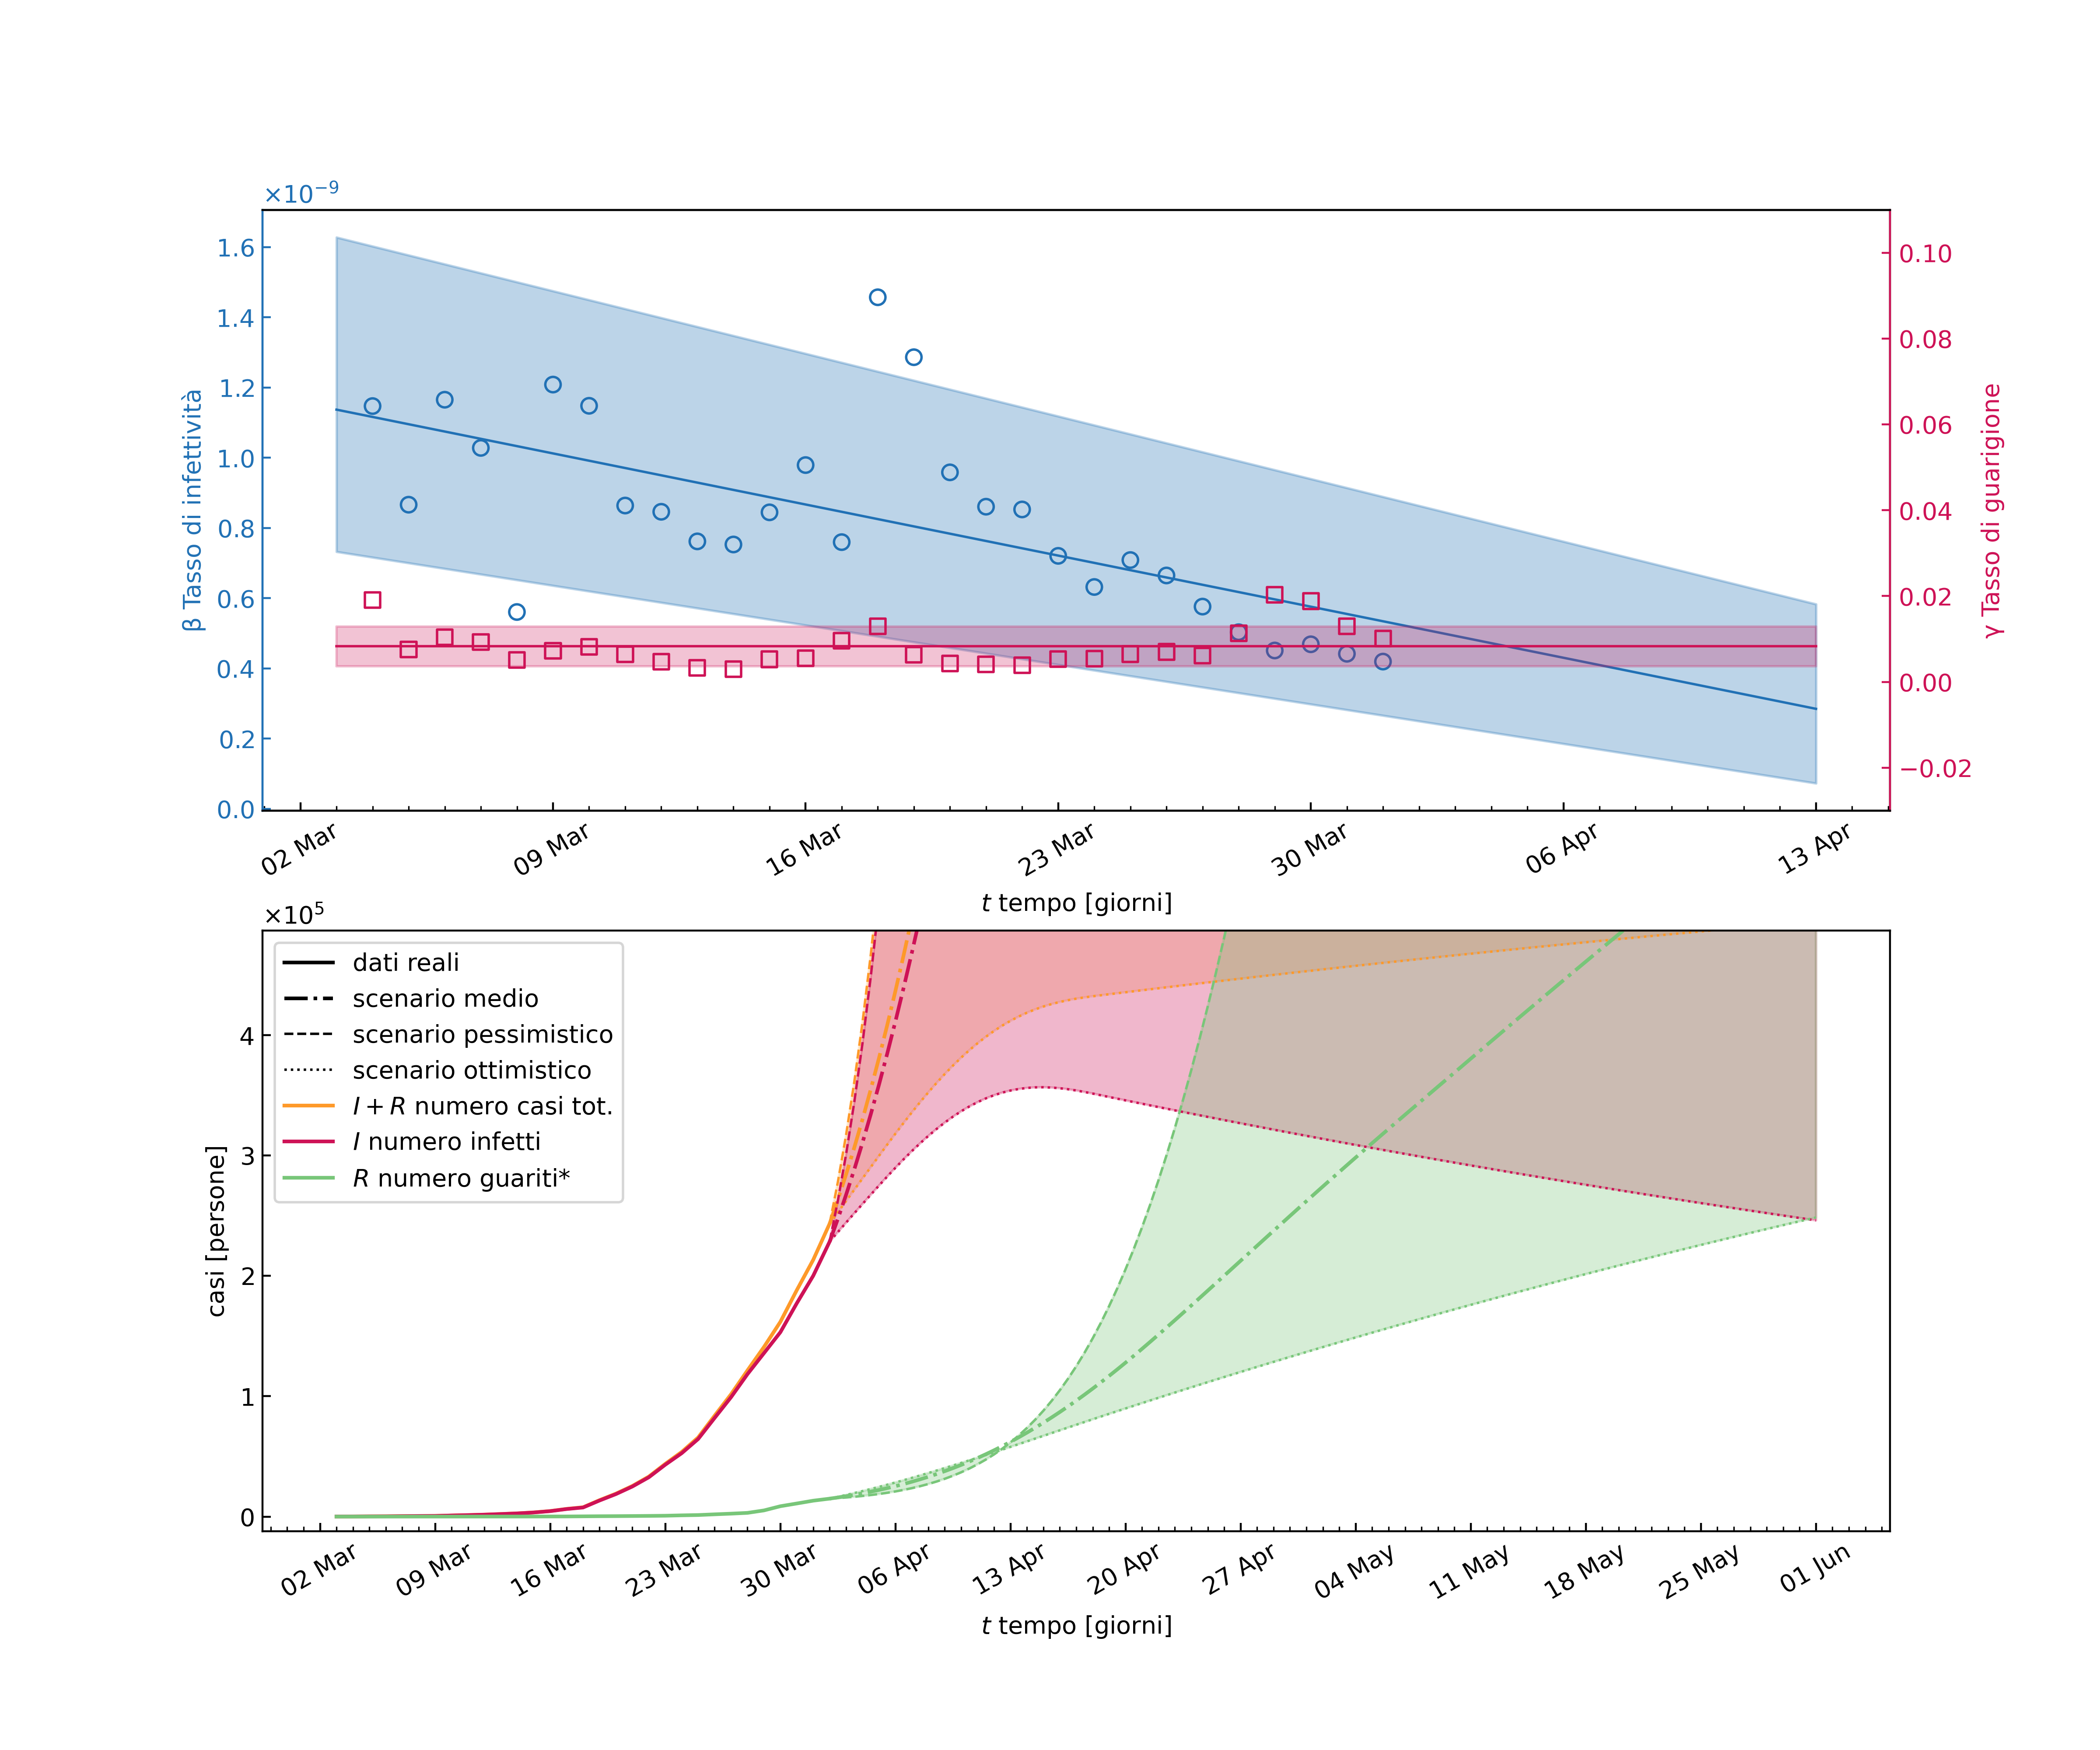 ×10⁻⁹
1.6
1.4
1.2
1.0
0.8
0.6
0.4
0.2
0.0
β Tasso di infettività
0.10
0.08
0.06
0.04
0.02
0.00
−0.02
γ Tasso di guarigione
02 Mar
09 Mar
16 Mar
23 Mar
30 Mar
06 Apr
13 Apr
t tempo [giorni]
×10⁵
dati reali
scenario medio
scenario pessimistico
scenario ottimistico
I + R numero casi tot.
I numero infetti
R numero guariti*
4
3
2
1
0
casi [persone]
02 Mar
09 Mar
16 Mar
23 Mar
30 Mar
06 Apr
13 Apr
20 Apr
27 Apr
04 May
11 May
18 May
25 May
01 Jun
t tempo [giorni]